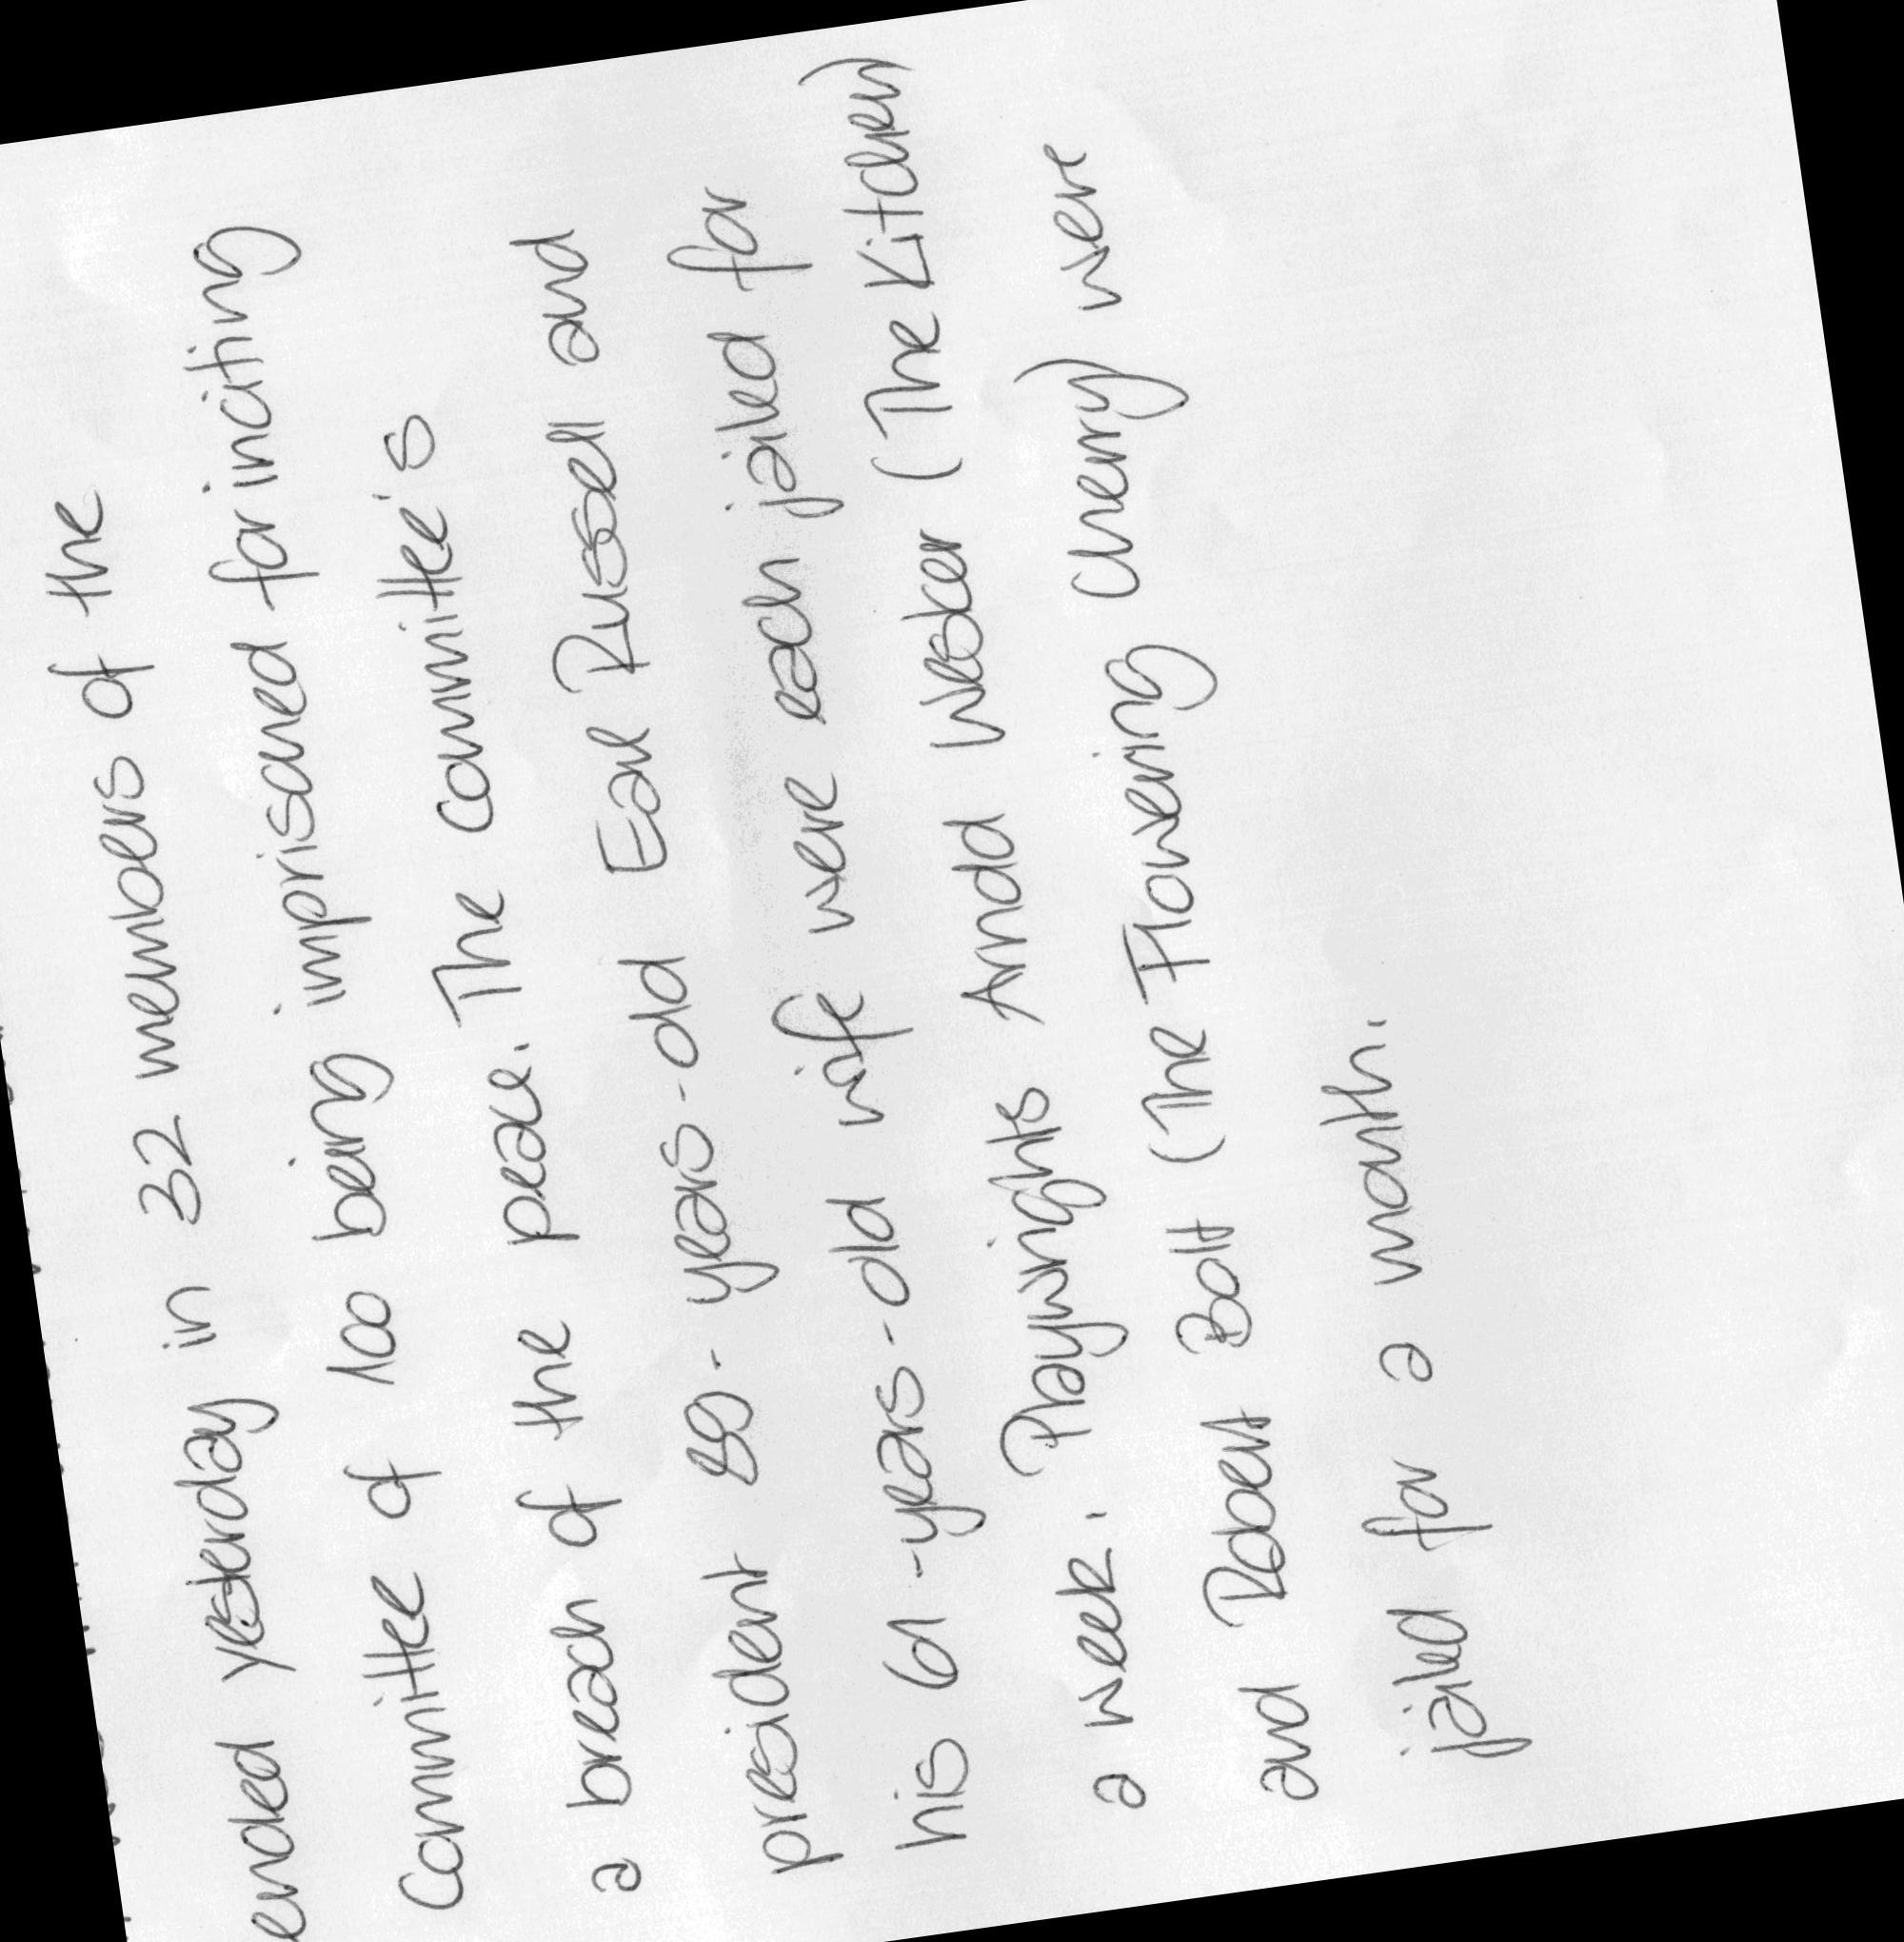 ended yesterday in 32 members of the
Committee of 100 being imprisoned for inciting
a breach of the peace. The committee's
president 89-years-old Earl Russell and
his 61-years-old wife were each jailed for
a week. Playwrights Arnold Wesker (The Kitchen)
and Robert Bolt (The Flowering Cherry) were
jailed for a month.